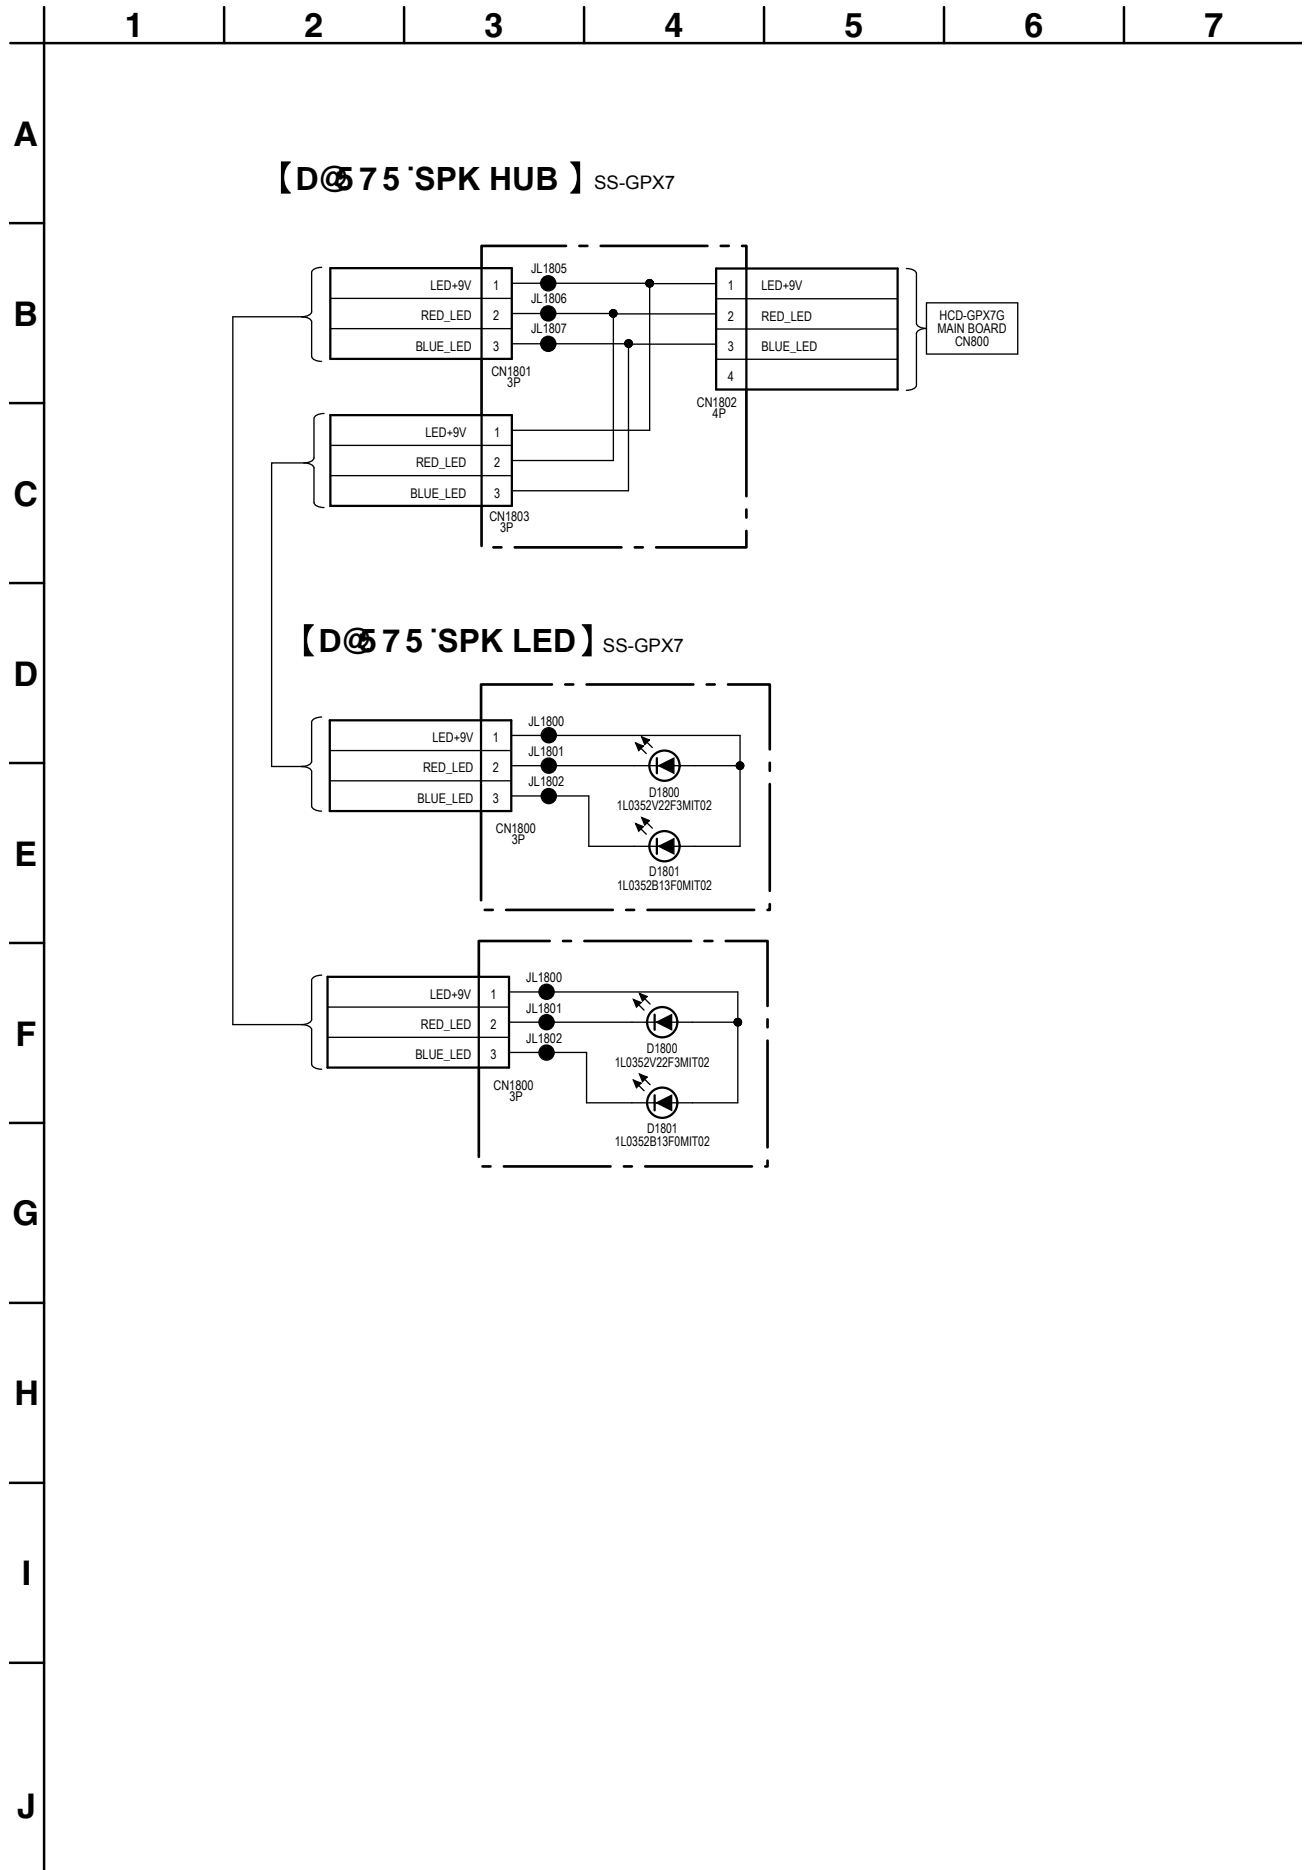 1 2 3 4 5 6 7
A
【D@575˙SPK HUB 】 SS-GPX7
B
LED+9V 1 JL1805 1 LED+9V
RED_LED 2 JL1806 2 RED_LED
BLUE_LED 3 JL1807 3 BLUE_LED
4
HCD-GPX7G
MAIN BOARD
CN800
CN1801
3P
CN1802
4P
C
LED+9V 1
RED_LED 2
BLUE_LED 3
CN1803
3P
D
【D@575˙SPK LED】 SS-GPX7
LED+9V 1 JL1800
RED_LED 2 JL1801
BLUE_LED 3 JL1802
D1800
1L0352V22F3MIT02
CN1800
3P
E
D1801
1L0352B13F0MIT02
F
LED+9V 1 JL1800
RED_LED 2 JL1801
BLUE_LED 3 JL1802
D1800
1L0352V22F3MIT02
CN1800
3P
D1801
1L0352B13F0MIT02
G
H
I
J